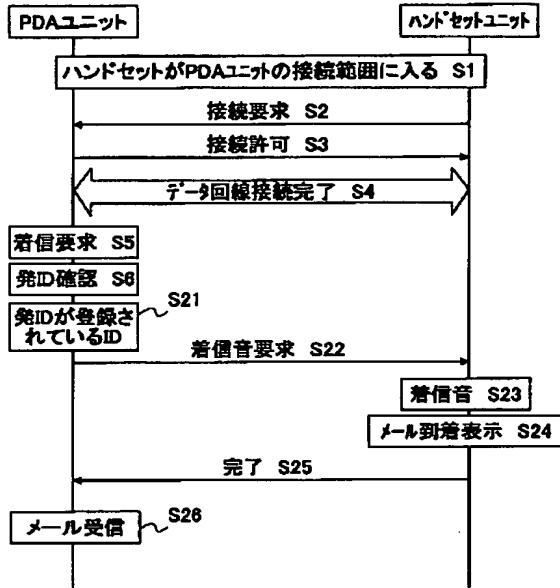 PDAユニット
ハンドセットユニット
ハンドセットがPDAユニットの接続範囲に入る S1
接続要求 S2
接続許可 S3
データ回線接続完了 S4
着信要求 S5
発ID確認 S6
発IDが登録さ
れているID
S21
着信音要求 S22
着信音 S23
メール到着表示 S24
完了 S25
メール受信
S26